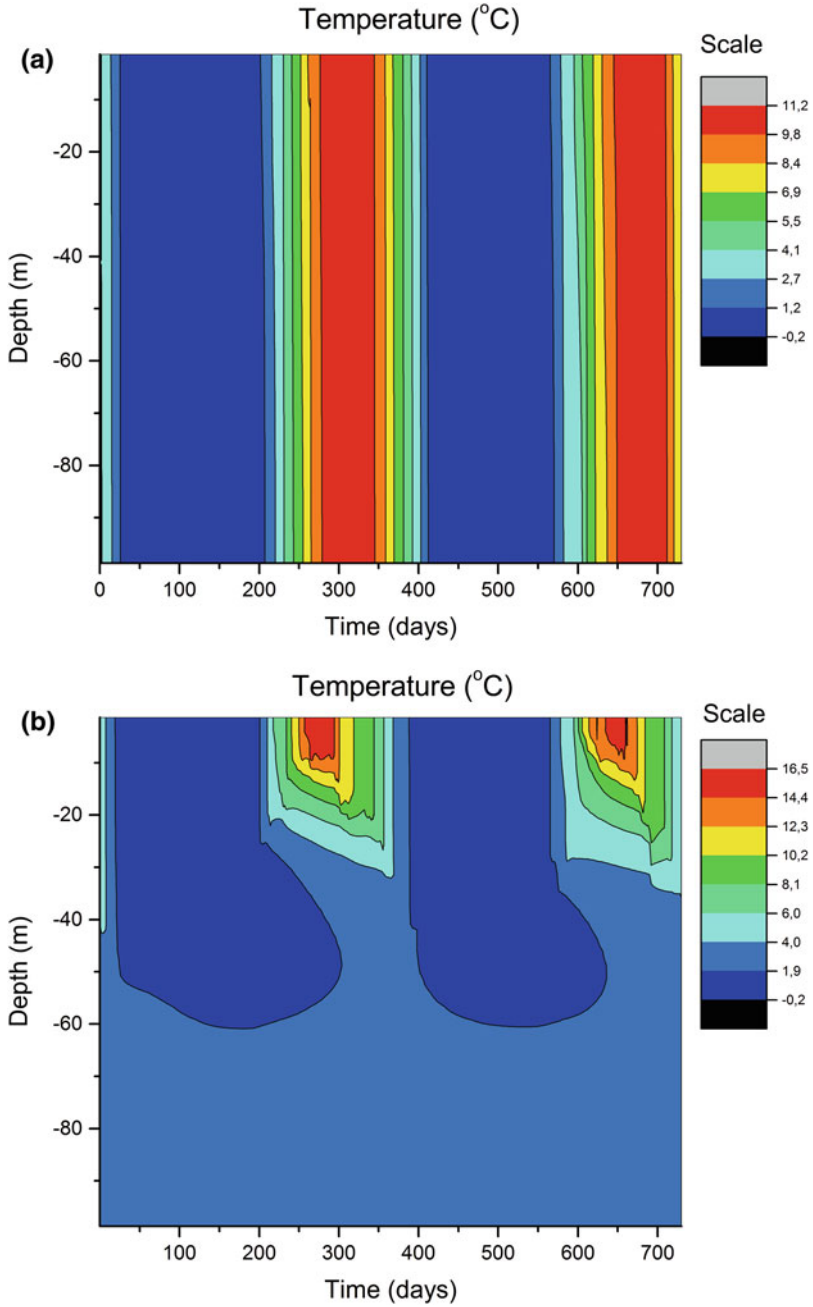 Temperature (°C)
(a)
Scale
11,2
9,8
8,4
6,9
5,5
4,1
2,7
1,2
-0,2
-20
-40
-60
-80
Depth (m)
0 100 200 300 400 500 600 700
Time (days)
Temperature (°C)
(b)
Scale
16,5
14,4
12,3
10,2
8,1
6,0
4,0
1,9
-0,2
-20
-40
-60
-80
Depth (m)
100 200 300 400 500 600 700
Time (days)